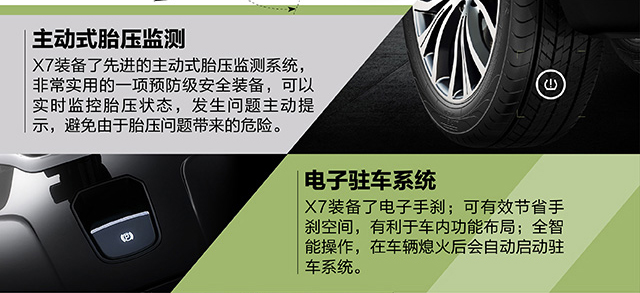 主动式胎压监测
X7装备了先进的主动式胎压监测系统，
非常实用的一项预防级安全装备，可以
实时监控胎压状态，发生问题主动提
示，避免由于胎压问题带来的危险。
电子驻车系统
X7装备了电子手刹；可有效节省手
刹空间，有利于车内功能布局；全智
能操作，在车辆熄火后会自动启动驻
车系统。